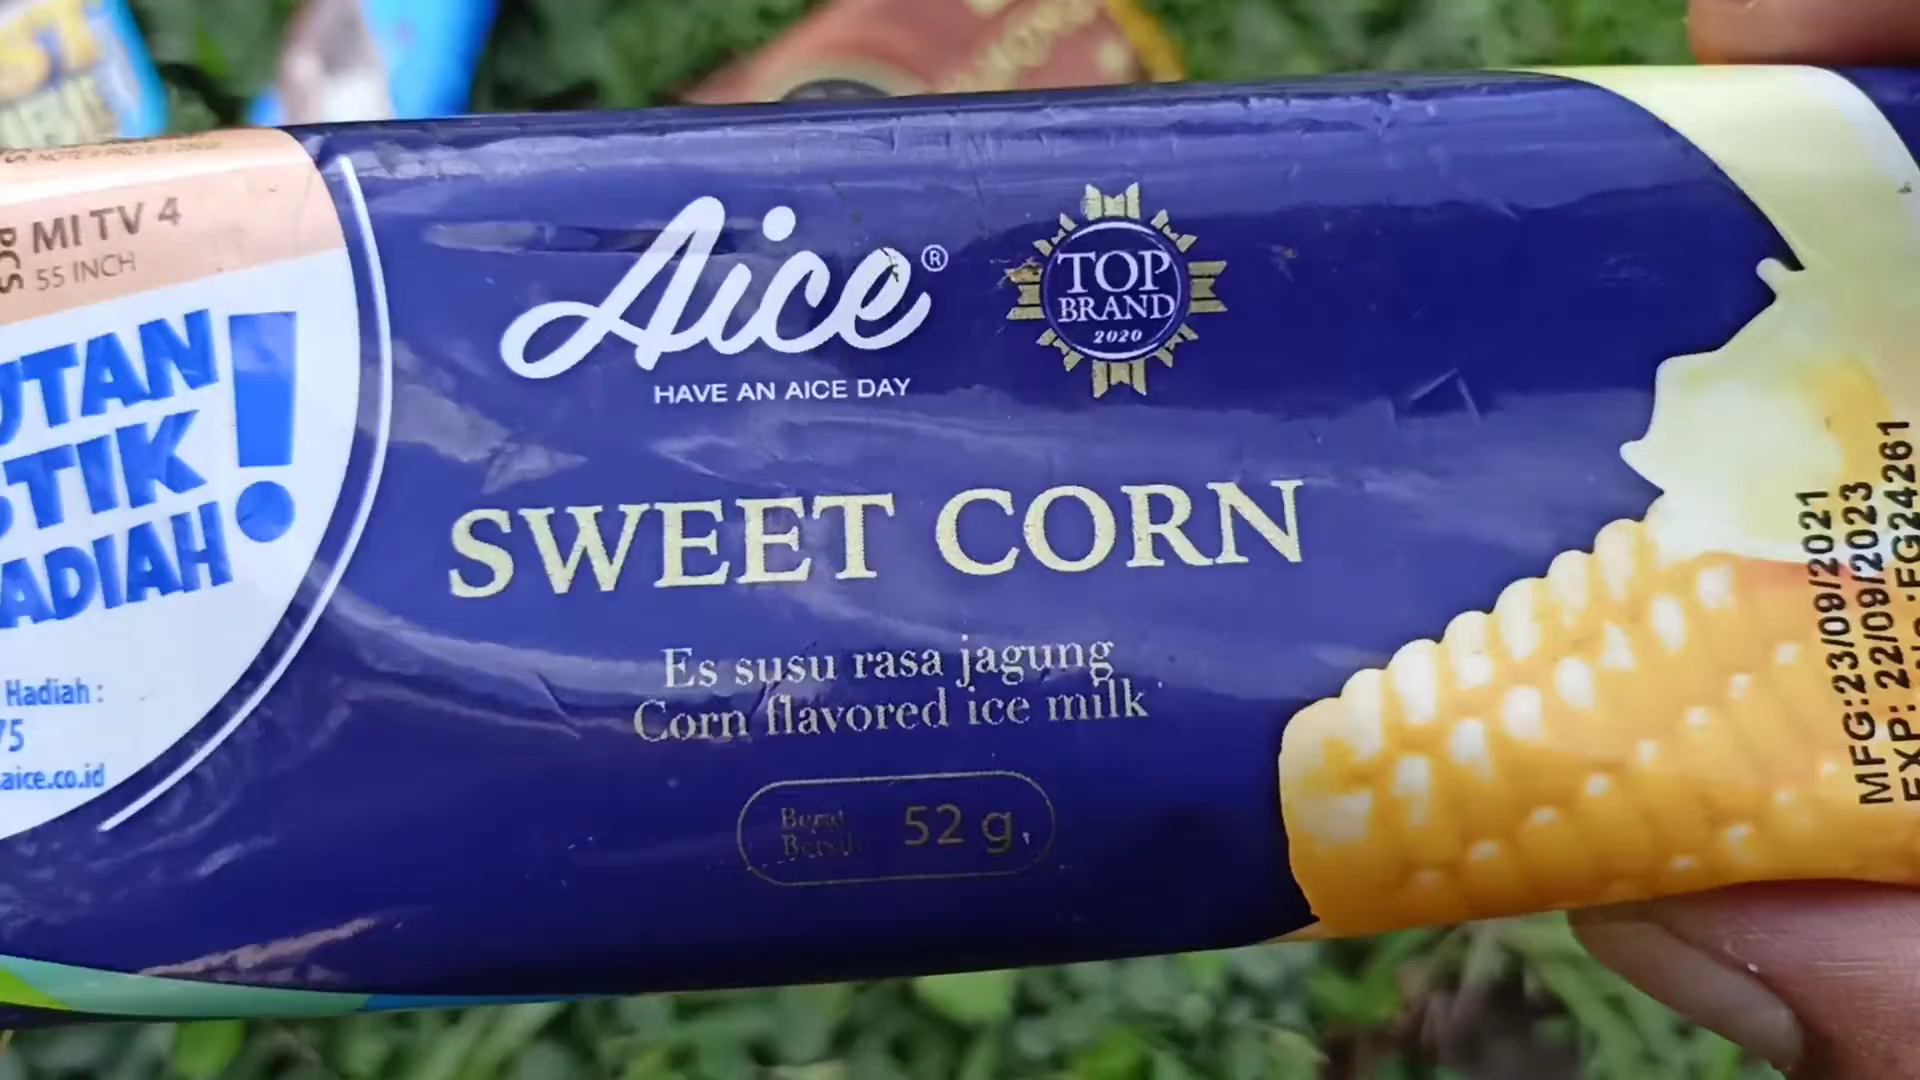 MI TV 4
PCS
55 INCH
UTAN
STIK
ADIAH!
Hadiah :
75
aice.co.id
Aice®
HAVE AN AICE DAY
TOP
BRAND
2020
SWEET CORN
Es susu rasa jagung
Corn flavored ice milk
Berat
Bersih
52 g
MFG:23/09/2021
EXP: 22/09/2023
:FG24261